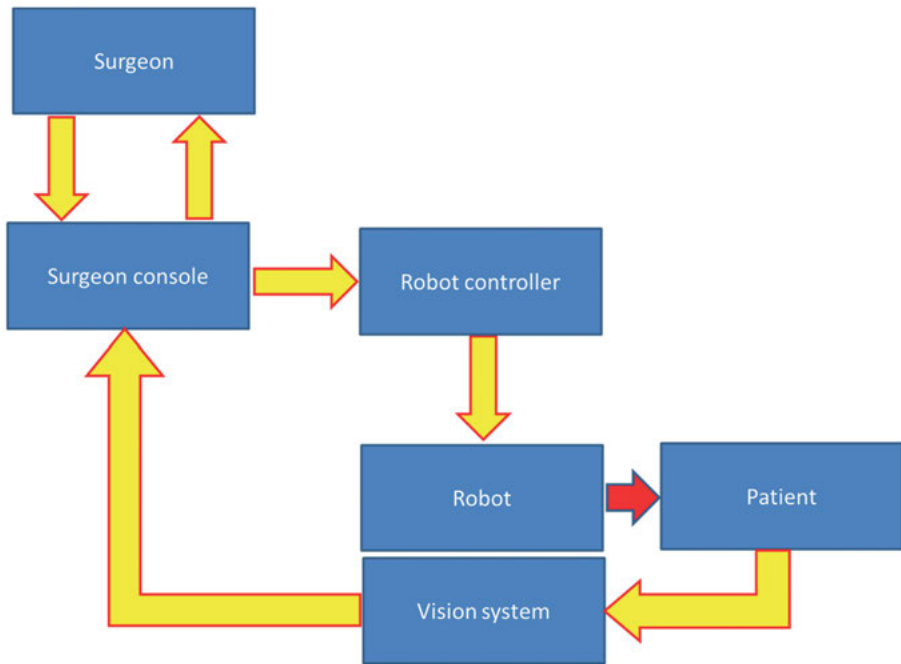 Surgeon
Surgeon console
Robot controller
Robot
Patient
Vision system